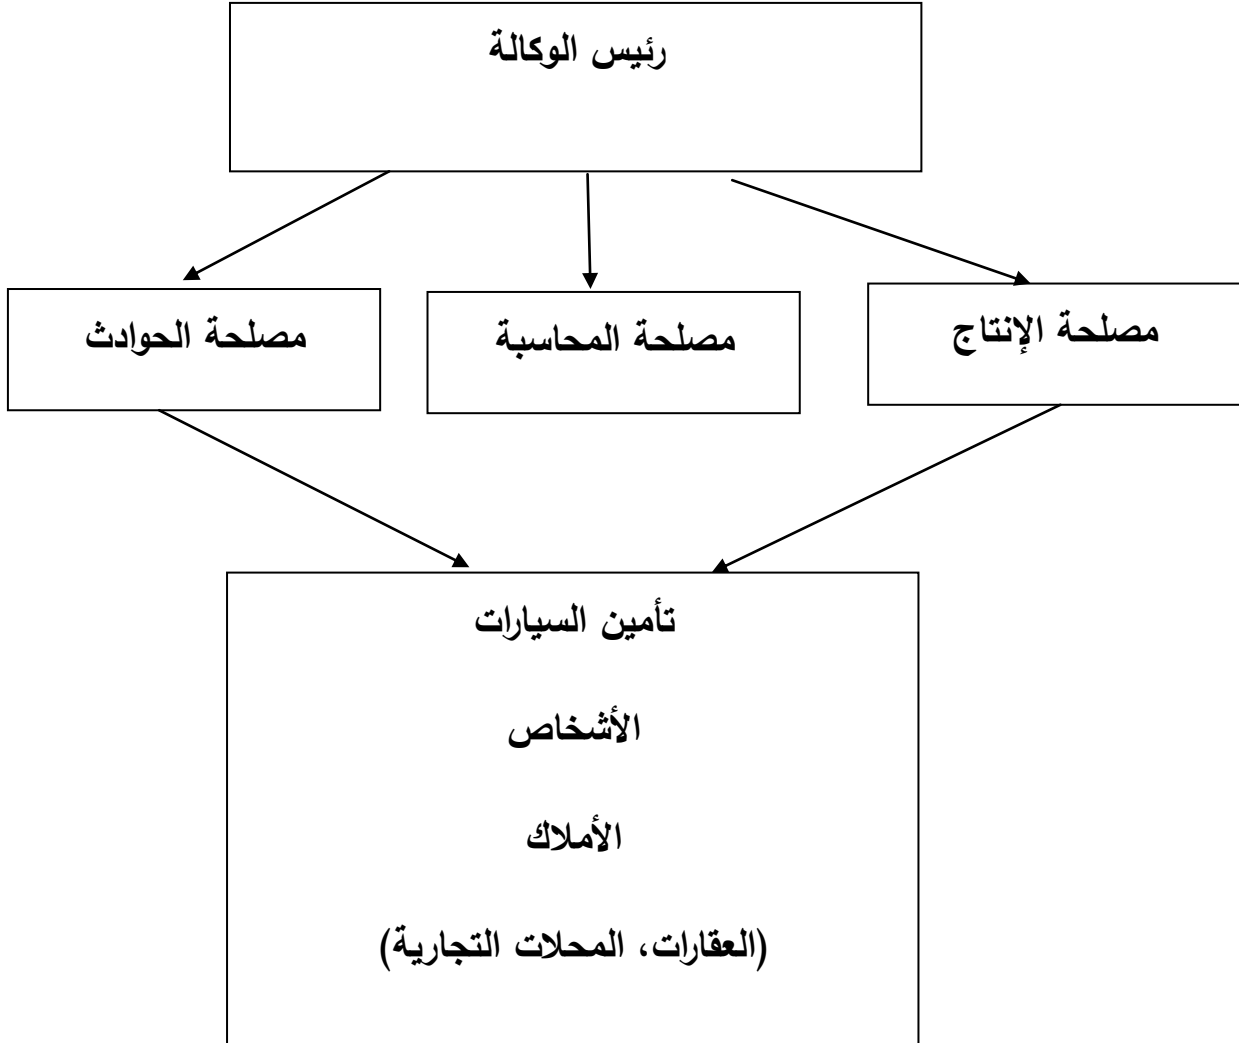 رئيس الوكالة
مصلحة الإنتاج
مصلحة المحاسبة
مصلحة الحوادث
تأمين السيارات
الأشخاص
الأملاك
(العقارات، المحلات التجارية)